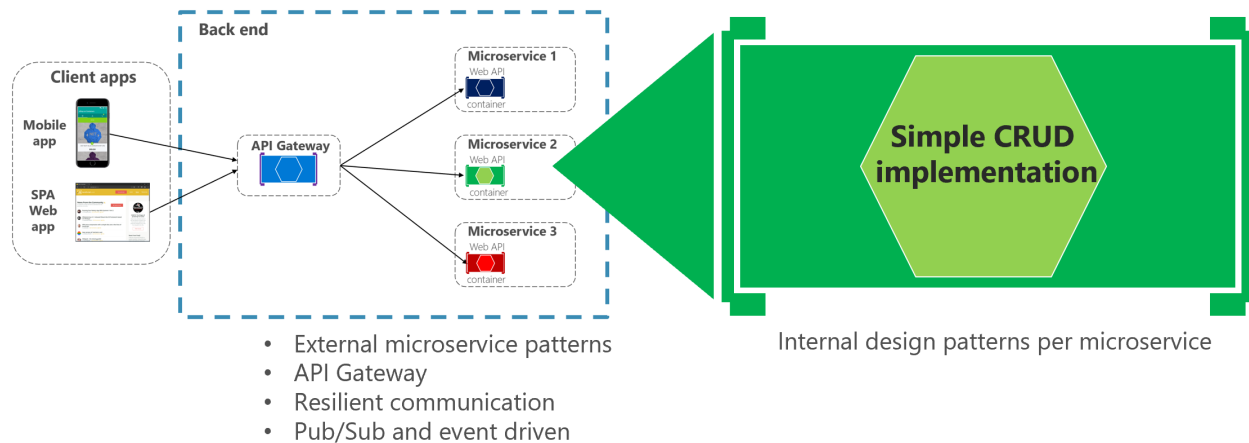 Back end
Client apps
Mobile
app
SPA
Web
app
API Gateway
Microservice 1
Web API
container
Microservice 2
Web API
container
Microservice 3
Web API
container
Simple CRUD
implementation
• External microservice patterns
• API Gateway
• Resilient communication
• Pub/Sub and event driven
Internal design patterns per microservice